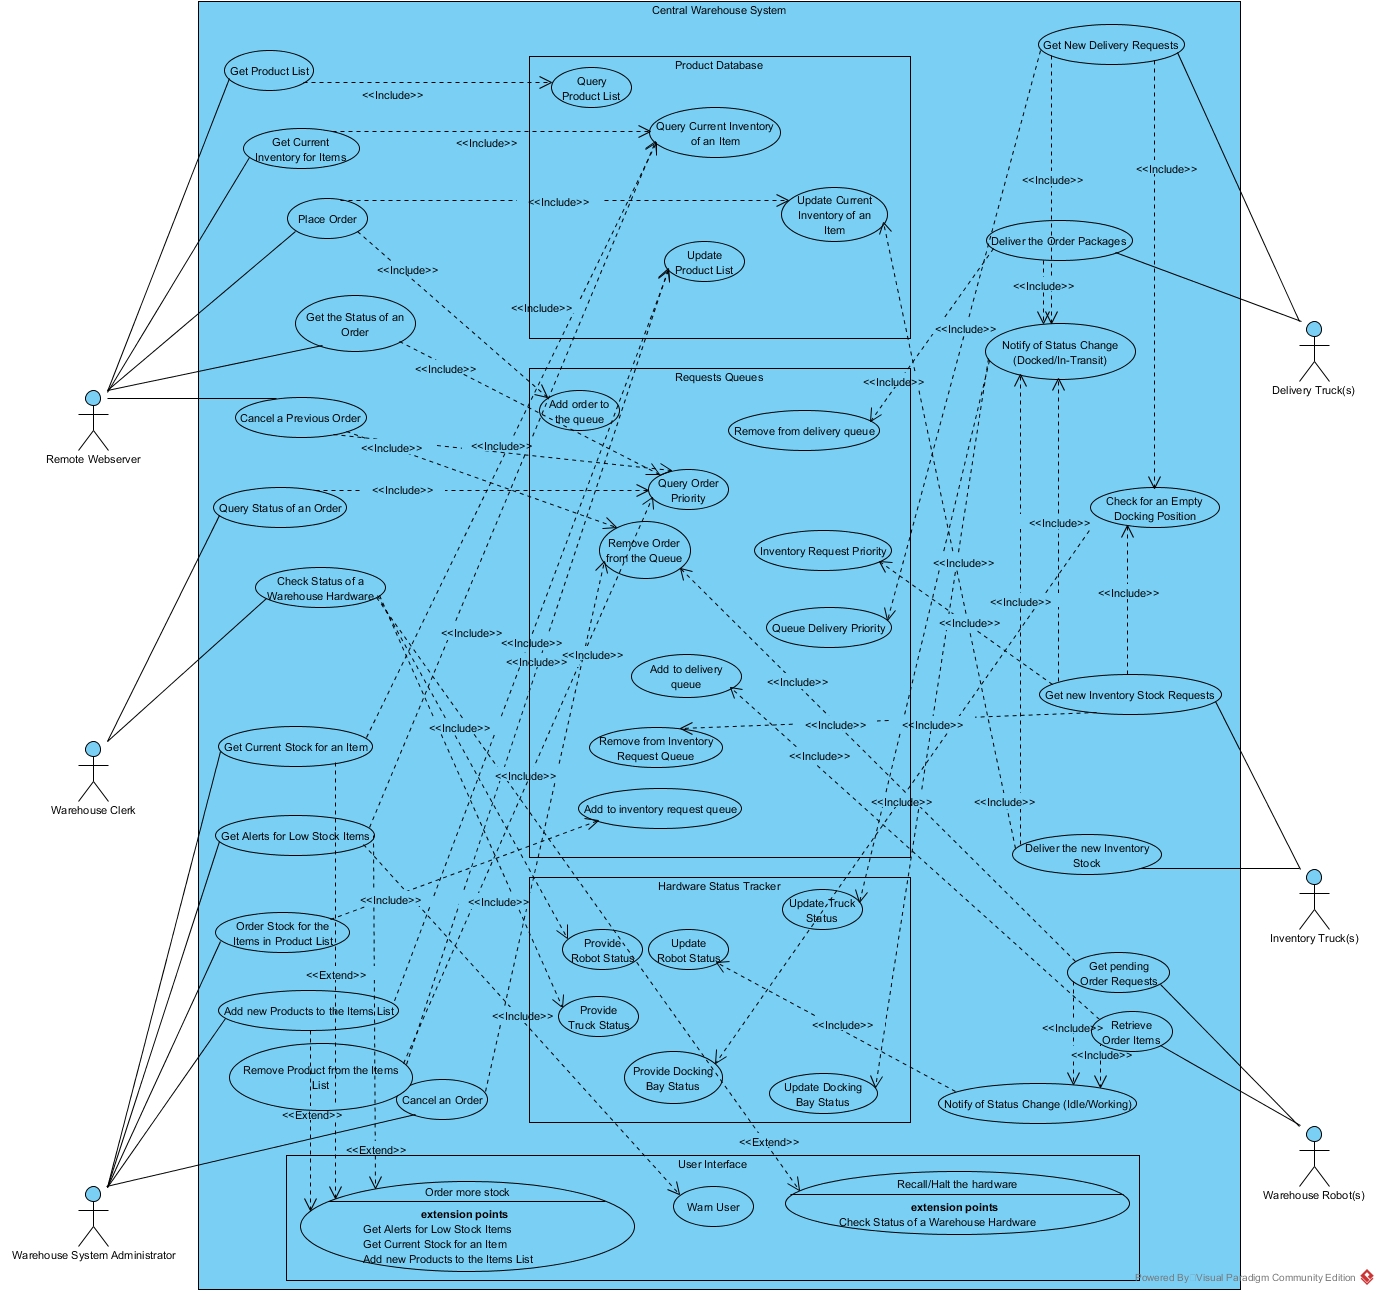 Central Warehouse System
Get New Delivery Requests
Product Database
Get Product List
Query
Product List
<<Include>>
Query Current Inventory
of an Item
Get Current
Inventory for Items
<<Include>>
<<Include>>
<<Include>>
Place Order
<<Include>>
Update Current
Inventory of an
Item
Deliver the Order Packages
Update
Product List
<<Include>>
<<Include>>
<<Include>>
Get the Status of an
Order
<<Include>>
Notify of Status Change
(Docked/In-Transit)
<<Include>>
Requests Queues
<<Include>>
Delivery Truck(s)
Add order to
the queue
Cancel a Previous Order
Remove from delivery queue
<<Include>>
<<Include>>
Remote Webserver
Query Order
Priority
<<Include>>
Query Status of an Order
Check for an Empty
Docking Position
<<Include>>
Remove Order
from the Queue
Inventory Request Priority
<<Include>>
Check Status of a
Warehouse Hardware
<<Include>>
<<Include>>
Queue Delivery Priority
<<Include>>
<<Include>>
<<Include>>
<<Include>>
<<Include>>
Add to delivery
queue
<<Include>>
Get new Inventory Stock Requests
<<Include>>
<<Include>>
<<Include>>
Get Current Stock for an Item
Remove from Inventory
Request Queue
<<Include>>
<<Include>>
Warehouse Clerk
Add to inventory request queue
<<Include>>
<<Include>>
Get Alerts for Low Stock Items
Deliver the new Inventory
Stock
Hardware Status Tracker
<<Include>>
<<Include>>
Update Truck
Status
Order Stock for the
Items in Product List
Inventory Truck(s)
Provide
Robot Status
Update
Robot Status
<<Extend>>
Get pending
Order Requests
Add new Products to the Items List
<<Include>>
Provide
Truck Status
<<Include>>
<<Include>>
Retrieve
Order Items
<<Include>>
Remove Product from the Items
List
Provide Docking
Bay Status
Update Docking
Bay Status
Cancel an Order
Notify of Status Change (Idle/Working)
<<Extend>>
<<Extend>>
<<Extend>>
User Interface
Order more stock
extension points
Get Alerts for Low Stock Items
Get Current Stock for an Item
Add new Products to the Items List
Warn User
Recall/Halt the hardware
extension points
Check Status of a Warehouse Hardware
Warehouse Robot(s)
Warehouse System Administrator
Powered By Visual Paradigm Community Edition